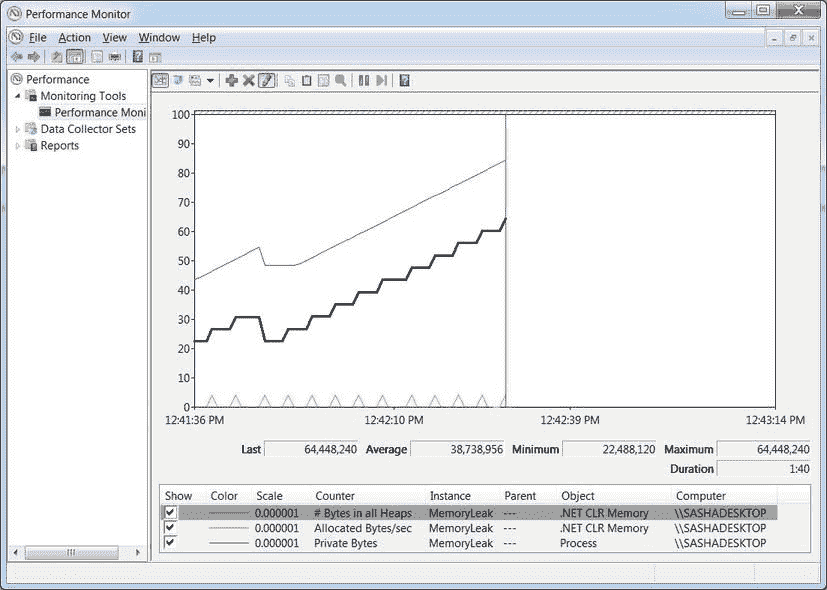 Performance Monitor
File Action View Window Help
Performance
Monitoring Tools
Performance Moni
Data Collector Sets
Reports
100
90
80
70
60
50
40
30
20
10
0
12:41:36 PM 12:42:10 PM 12:42:39 PM 12:43:14 PM
Last 64,448,240 Average 38,738,956 Minimum 22,488,120 Maximum 64,448,240
Duration 1:40
Show Color Scale Counter Instance Parent Object Computer
0.000001 # Bytes in all Heaps MemoryLeak --- .NET CLR Memory \\SASHADESKTOP
0.000001 Allocated Bytes/sec MemoryLeak --- .NET CLR Memory \\SASHADESKTOP
0.000001 Private Bytes MemoryLeak --- Process \\SASHADESKTOP